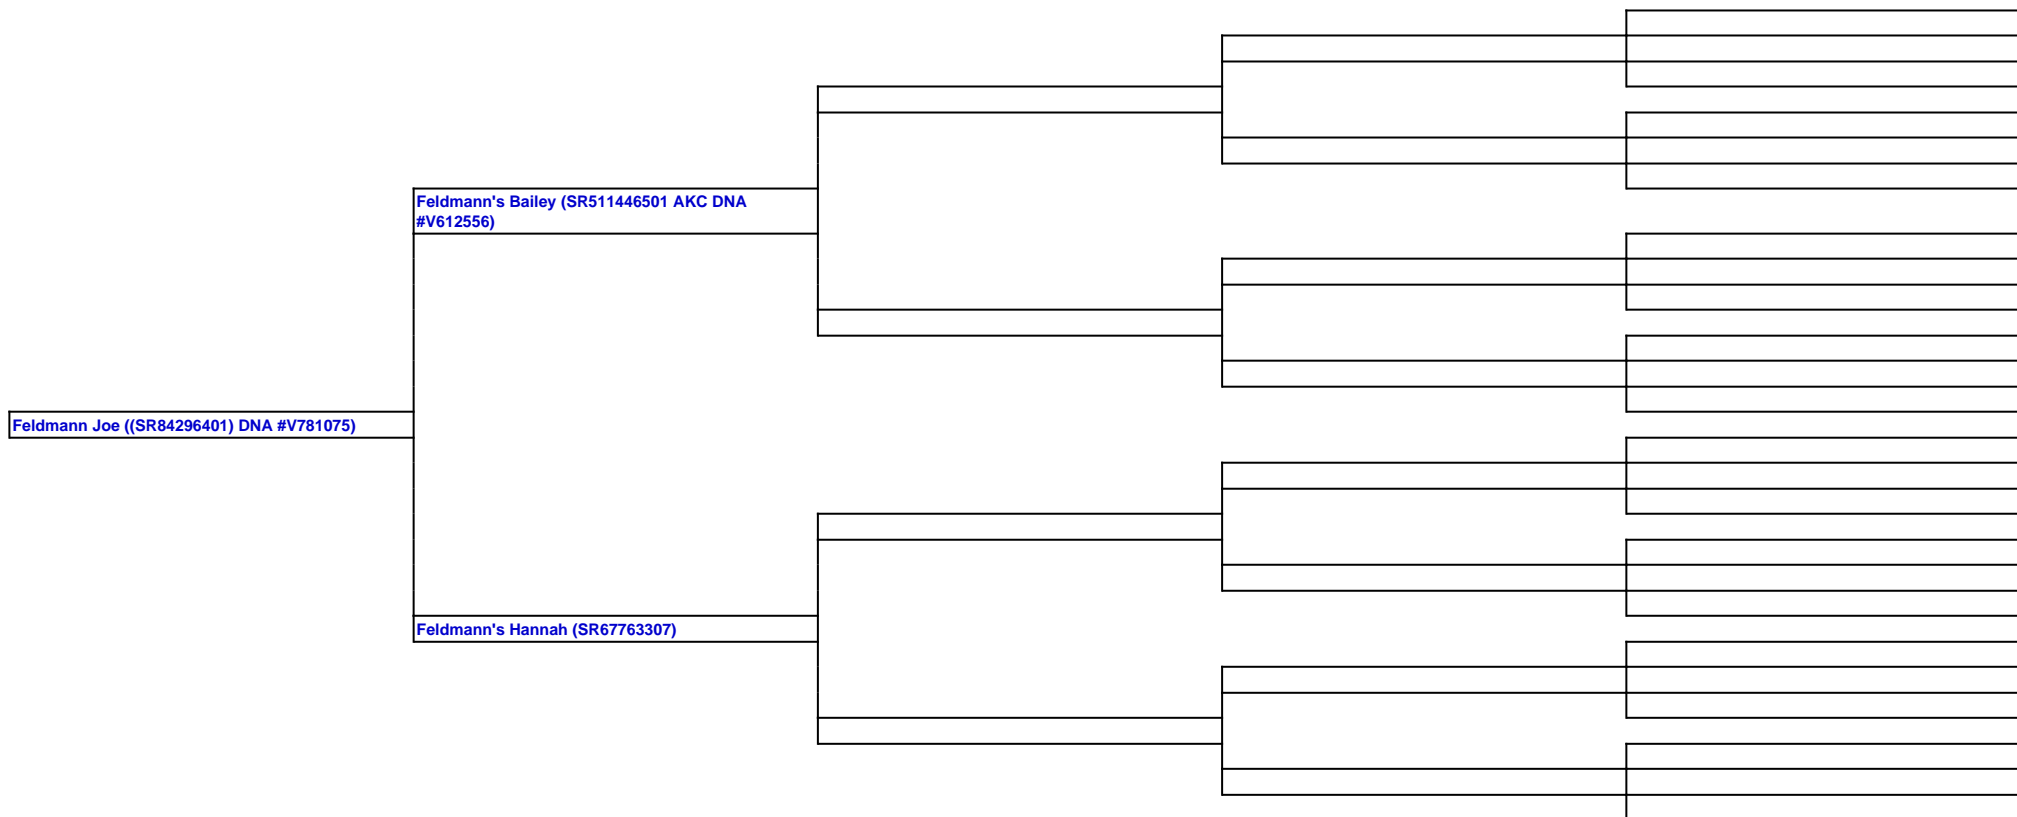 Feldmann's Bailey (SR511446501 AKC DNA
#V612556)
Feldmann Joe ((SR84296401) DNA #V781075)
Feldmann's Hannah (SR67763307)